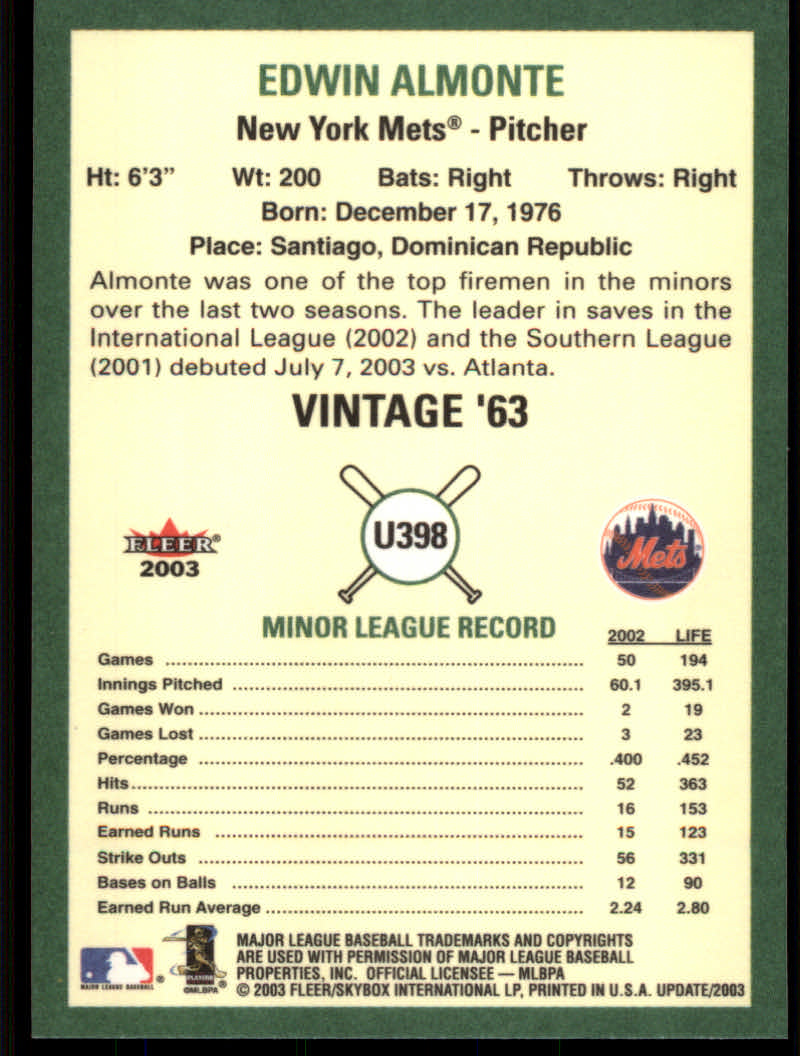 EDWIN ALMONTE
New York Mets® - Pitcher
Ht: 6'3” Wt: 200 Bats: Right Throws: Right
Born: December 17, 1976
Place: Santiago, Dominican Republic
Almonte was one of the top firemen in the minors
over the last two seasons. The leader in saves in the
International League (2002) and the Southern League
(2001) debuted July 7, 2003 vs. Atlanta.
VINTAGE '63
U398
FLEER®
2003
Mets
MINOR LEAGUE RECORD
2002 LIFE
Games 50 194
Innings Pitched 60.1 395.1
Games Won 2 19
Games Lost 3 23
Percentage .400 .452
Hits 52 363
Runs 16 153
Earned Runs 15 123
Strike Outs 56 331
Bases on Balls 12 90
Earned Run Average 2.24 2.80
MAJOR LEAGUE BASEBALL ®
PLAYERS ®
©MLBPA
MAJOR LEAGUE BASEBALL TRADEMARKS AND COPYRIGHTS
ARE USED WITH PERMISSION OF MAJOR LEAGUE BASEBALL
PROPERTIES, INC. OFFICIAL LICENSEE — MLBPA
© 2003 FLEER/SKYBOX INTERNATIONAL LP, PRINTED IN U.S.A. UPDATE/2003